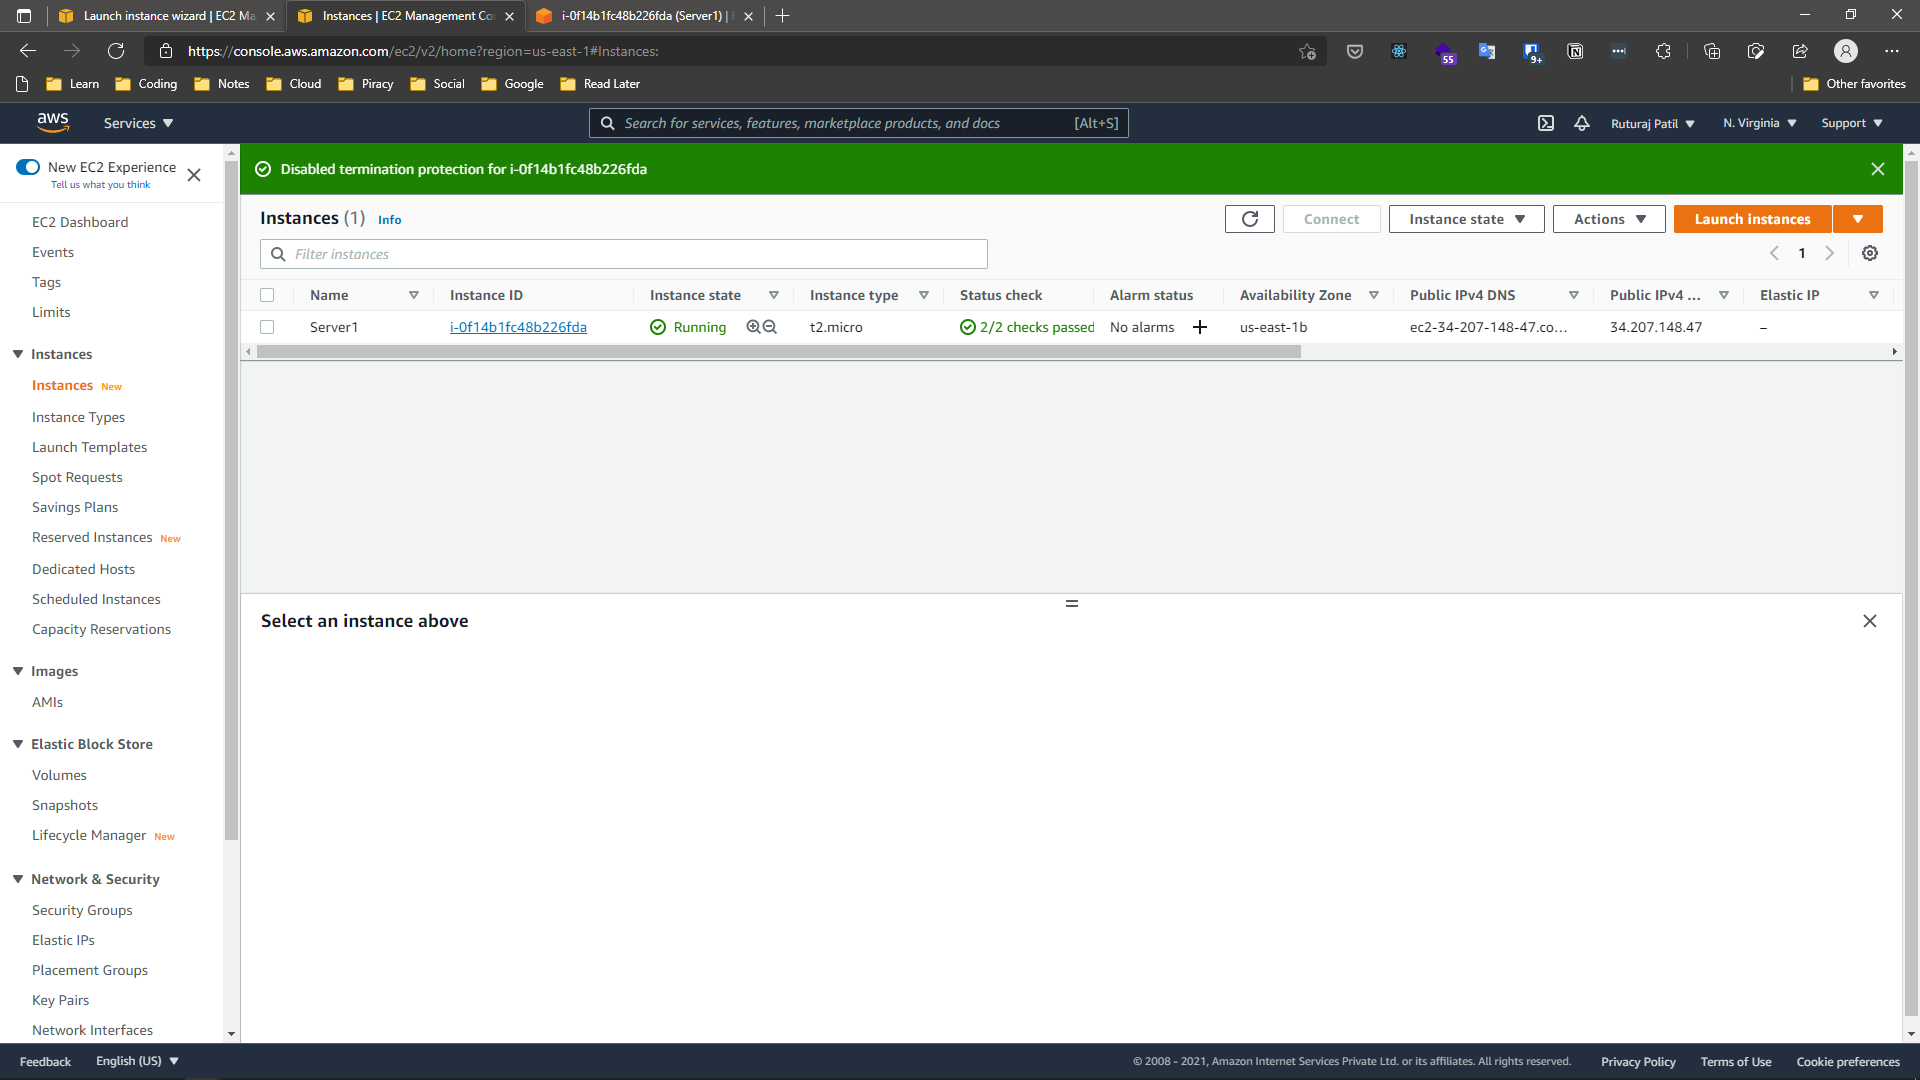 Launch instance wizard | EC2 Ma
Instances | EC2 Management Co
i-0f14b1fc48b226fda (Server1) |
https://console.aws.amazon.com/ec2/v2/home?region=us-east-1#Instances:
55
9+
Learn
Coding
Notes
Cloud
Piracy
Social
Google
Read Later
Other favorites
aws
Services
Search for services, features, marketplace products, and docs
[Alt+S]
Ruturaj Patil
N. Virginia
Support
New EC2 Experience
Tell us what you think
EC2 Dashboard
Events
Tags
Limits
Instances
Instances New
Instance Types
Launch Templates
Spot Requests
Savings Plans
Reserved Instances New
Dedicated Hosts
Scheduled Instances
Capacity Reservations
Images
AMIs
Elastic Block Store
Volumes
Snapshots
Lifecycle Manager New
Network & Security
Security Groups
Elastic IPs
Placement Groups
Key Pairs
Network Interfaces
Disabled termination protection for i-0f14b1fc48b226fda
Instances (1) Info
Connect
Instance state
Actions
Launch instances
Filter instances
1
Name Instance ID Instance state Instance type Status check Alarm status Availability Zone Public IPv4 DNS Public IPv4 ... Elastic IP
Server1 i-0f14b1fc48b226fda Running t2.micro 2/2 checks passed No alarms + us-east-1b ec2-34-207-148-47.co... 34.207.148.47 –
Select an instance above
Feedback
English (US)
© 2008 - 2021, Amazon Internet Services Private Ltd. or its affiliates. All rights reserved.
Privacy Policy
Terms of Use
Cookie preferences